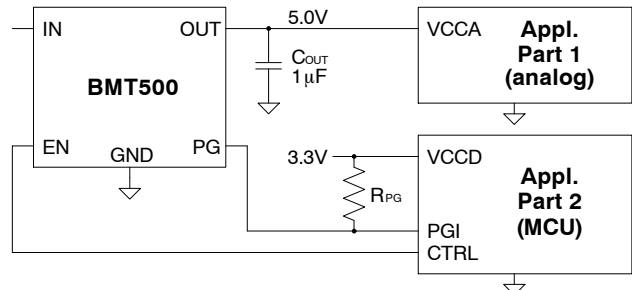 IN
OUT
5.0V
VCCA
Appl.
Part 1
(analog)
COUT
1μF
BMT500
EN
GND
PG
3.3V
VCCD
Appl.
Part 2
(MCU)
RPG
PGI
CTRL